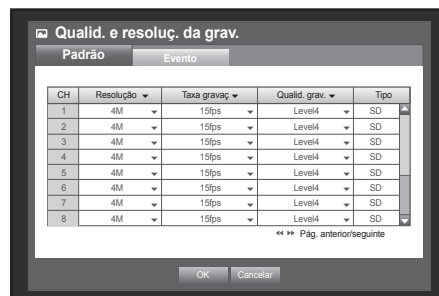 Qualid. e resoluç. da grav.
Padrão Evento
CH Resolução Taxa gravaç Qualid. grav. Tipo
1 4M 15fps Level4 SD
2 4M 15fps Level4 SD
3 4M 15fps Level4 SD
4 4M 15fps Level4 SD
5 4M 15fps Level4 SD
6 4M 15fps Level4 SD
7 4M 15fps Level4 SD
8 4M 15fps Level4 SD
Pág. anterior/seguinte
OK Cancelar